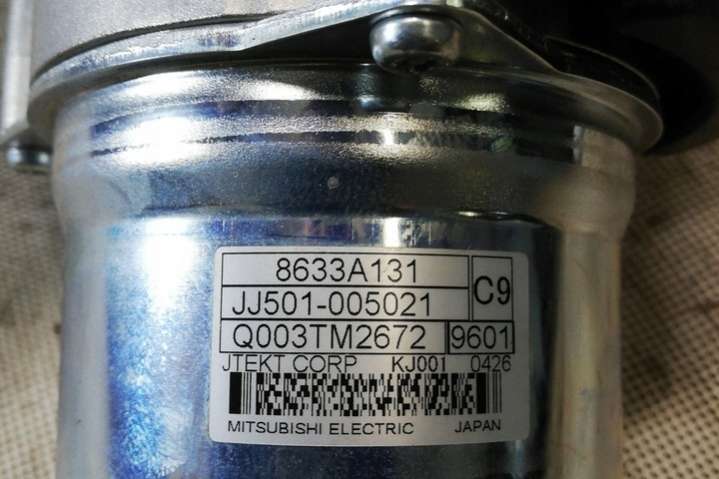 8633A131
C9
JJ501-005021
Q003TM2672 9601
JTEKT CORP KJ001 0426
MITSUBISHI ELECTRIC JAPAN